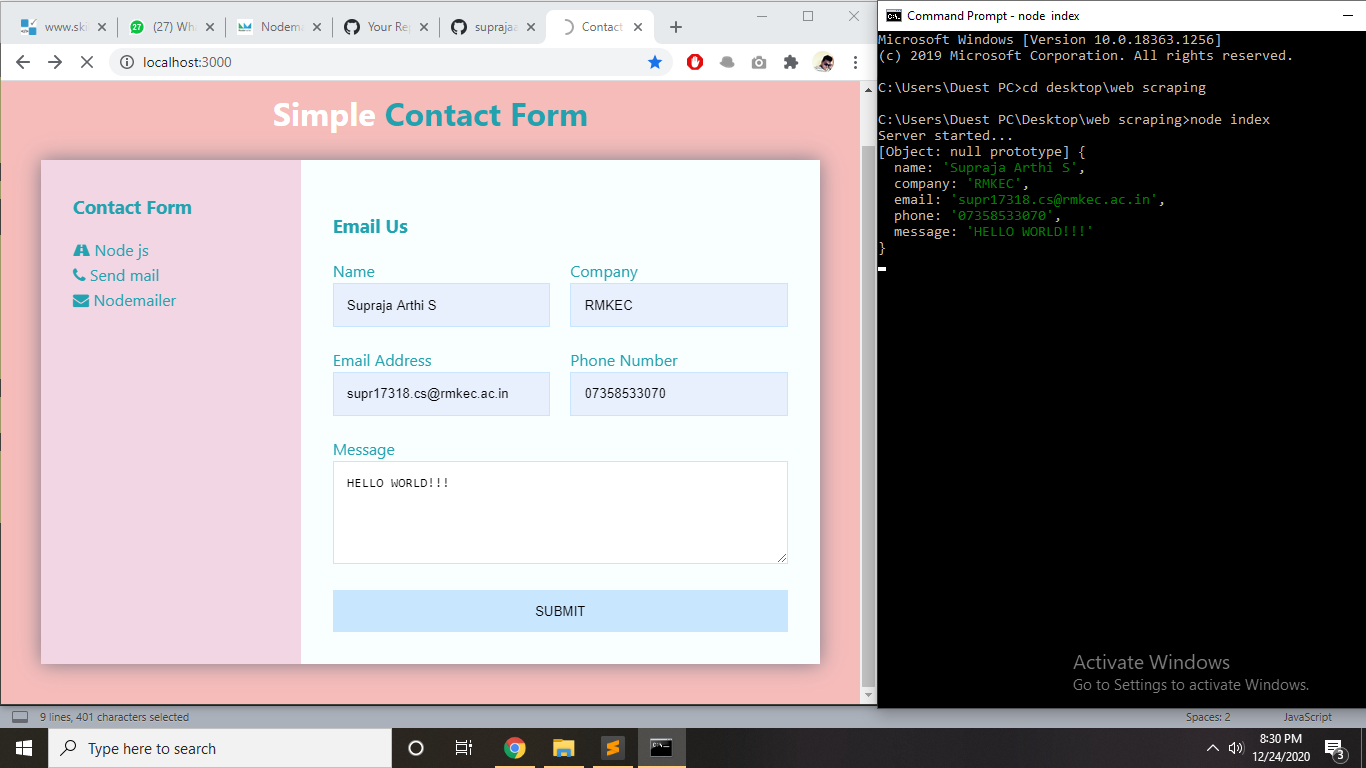 www.ski
(27) Wha
Nodema
Your Rep
supraja
Contact
localhost:3000
Simple Contact Form
Contact Form
Node js
Send mail
Nodemailer
Email Us
Name
Company
Supraja Arthi S
RMKEC
Email Address
Phone Number
supr17318.cs@rmkec.ac.in
07358533070
Message
HELLO WORLD!!!
SUBMIT
Command Prompt - node index
Microsoft Windows [Version 10.0.18363.1256]
(c) 2019 Microsoft Corporation. All rights reserved.
C:\Users\Duest PC>cd desktop\web scraping
C:\Users\Duest PC\Desktop\web scraping>node index
Server started...
[Object: null prototype] {
name: 'Supraja Arthi S',
company: 'RMKEC',
email: 'supr17318.cs@rmkec.ac.in',
phone: '07358533070',
message: 'HELLO WORLD!!!'
}
Activate Windows
Go to Settings to activate Windows.
9 lines, 401 characters selected
Spaces: 2
JavaScript
Type here to search
8:30 PM
12/24/2020
3